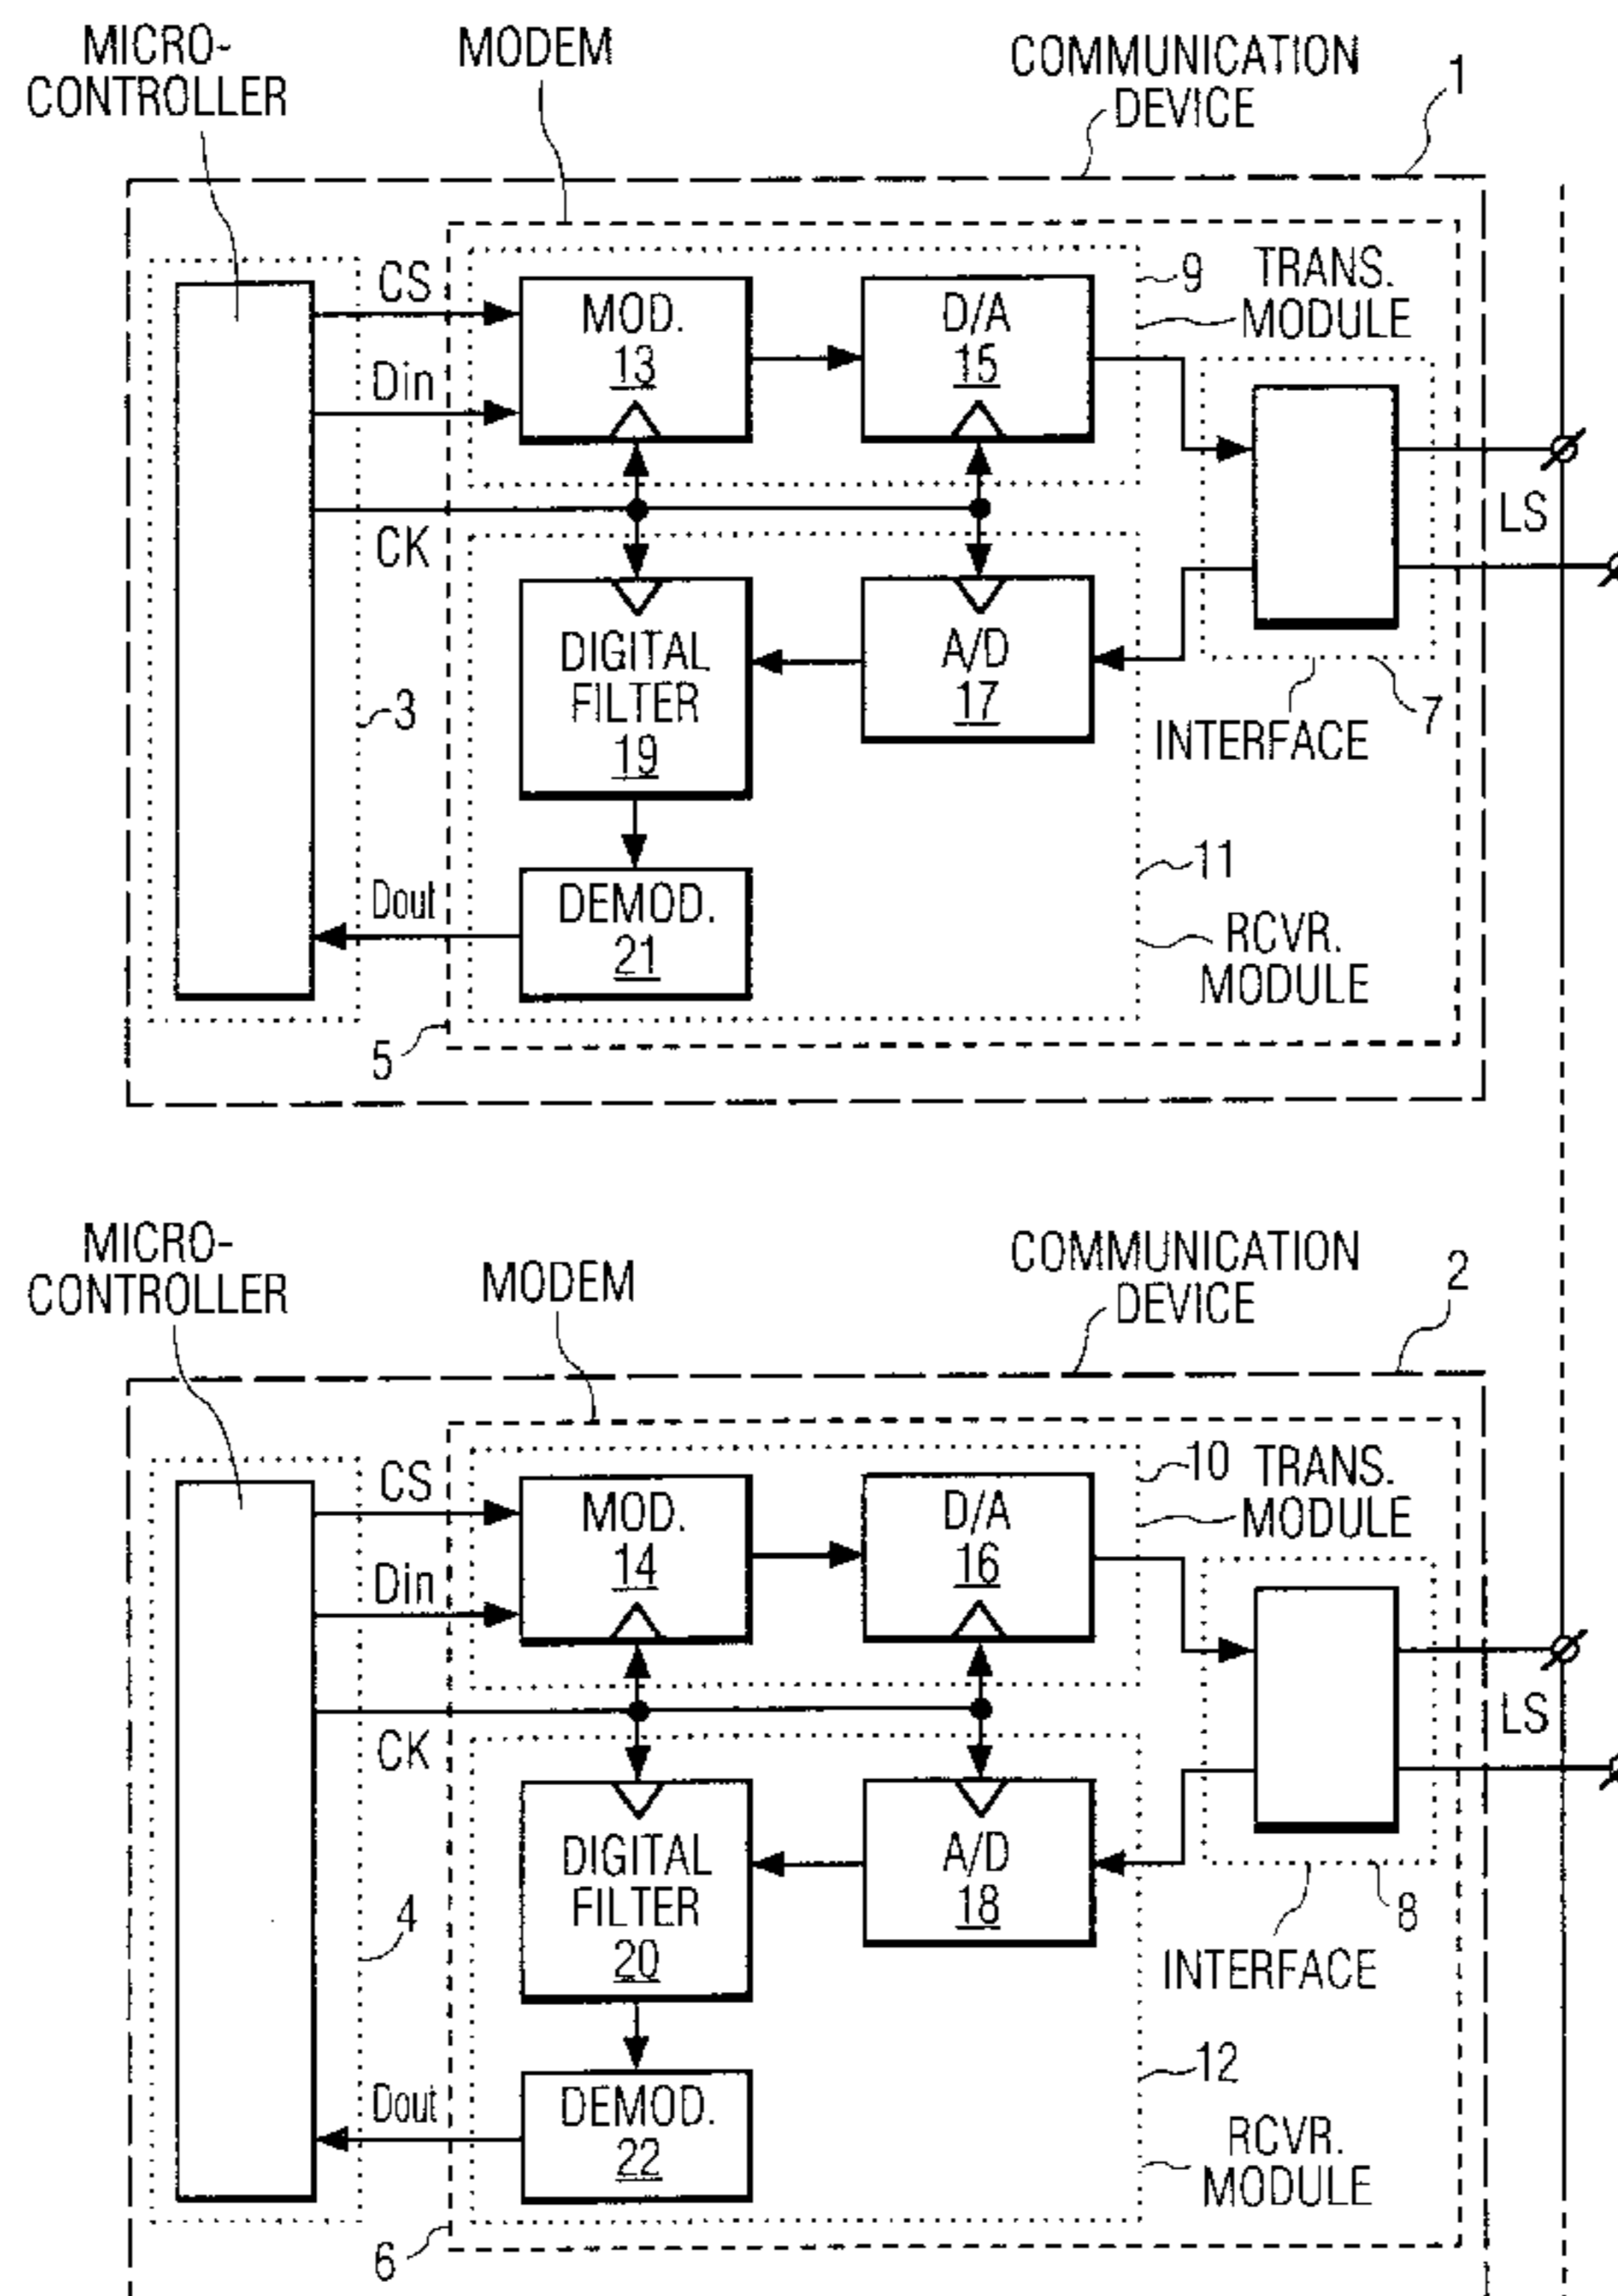 MICRO-
CONTROLLER
MODEM
COMMUNICATION
DEVICE
1
CS
MOD.
13
D/A
15
9
TRANS.
MODULE
Din
CK
LS
DIGITAL
FILTER
19
A/D
17
3
INTERFACE
7
11
Dout
DEMOD.
21
RCVR.
MODULE
5
MICRO-
CONTROLLER
MODEM
COMMUNICATION
DEVICE
2
CS
MOD.
14
D/A
16
10
TRANS.
MODULE
Din
CK
LS
DIGITAL
FILTER
20
A/D
18
4
INTERFACE
8
12
Dout
DEMOD.
22
RCVR.
MODULE
6